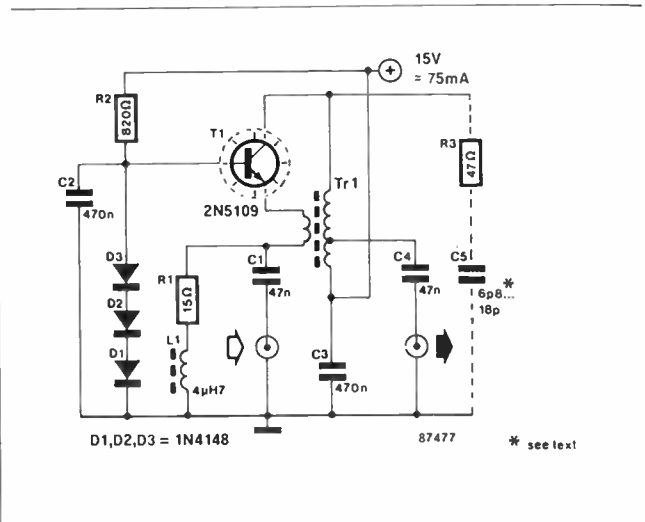 15V
≈ 75mA
R2
820Ω
T1
R3
47Ω
C2
470n
2N5109
Tr1
D3
D2
D1
R1
15Ω
C1
47n
C4
47n
C5
*
6p8...
18p
L1
4µH7
C3
470n
D1,D2,D3 = 1N4148
87477
* see text